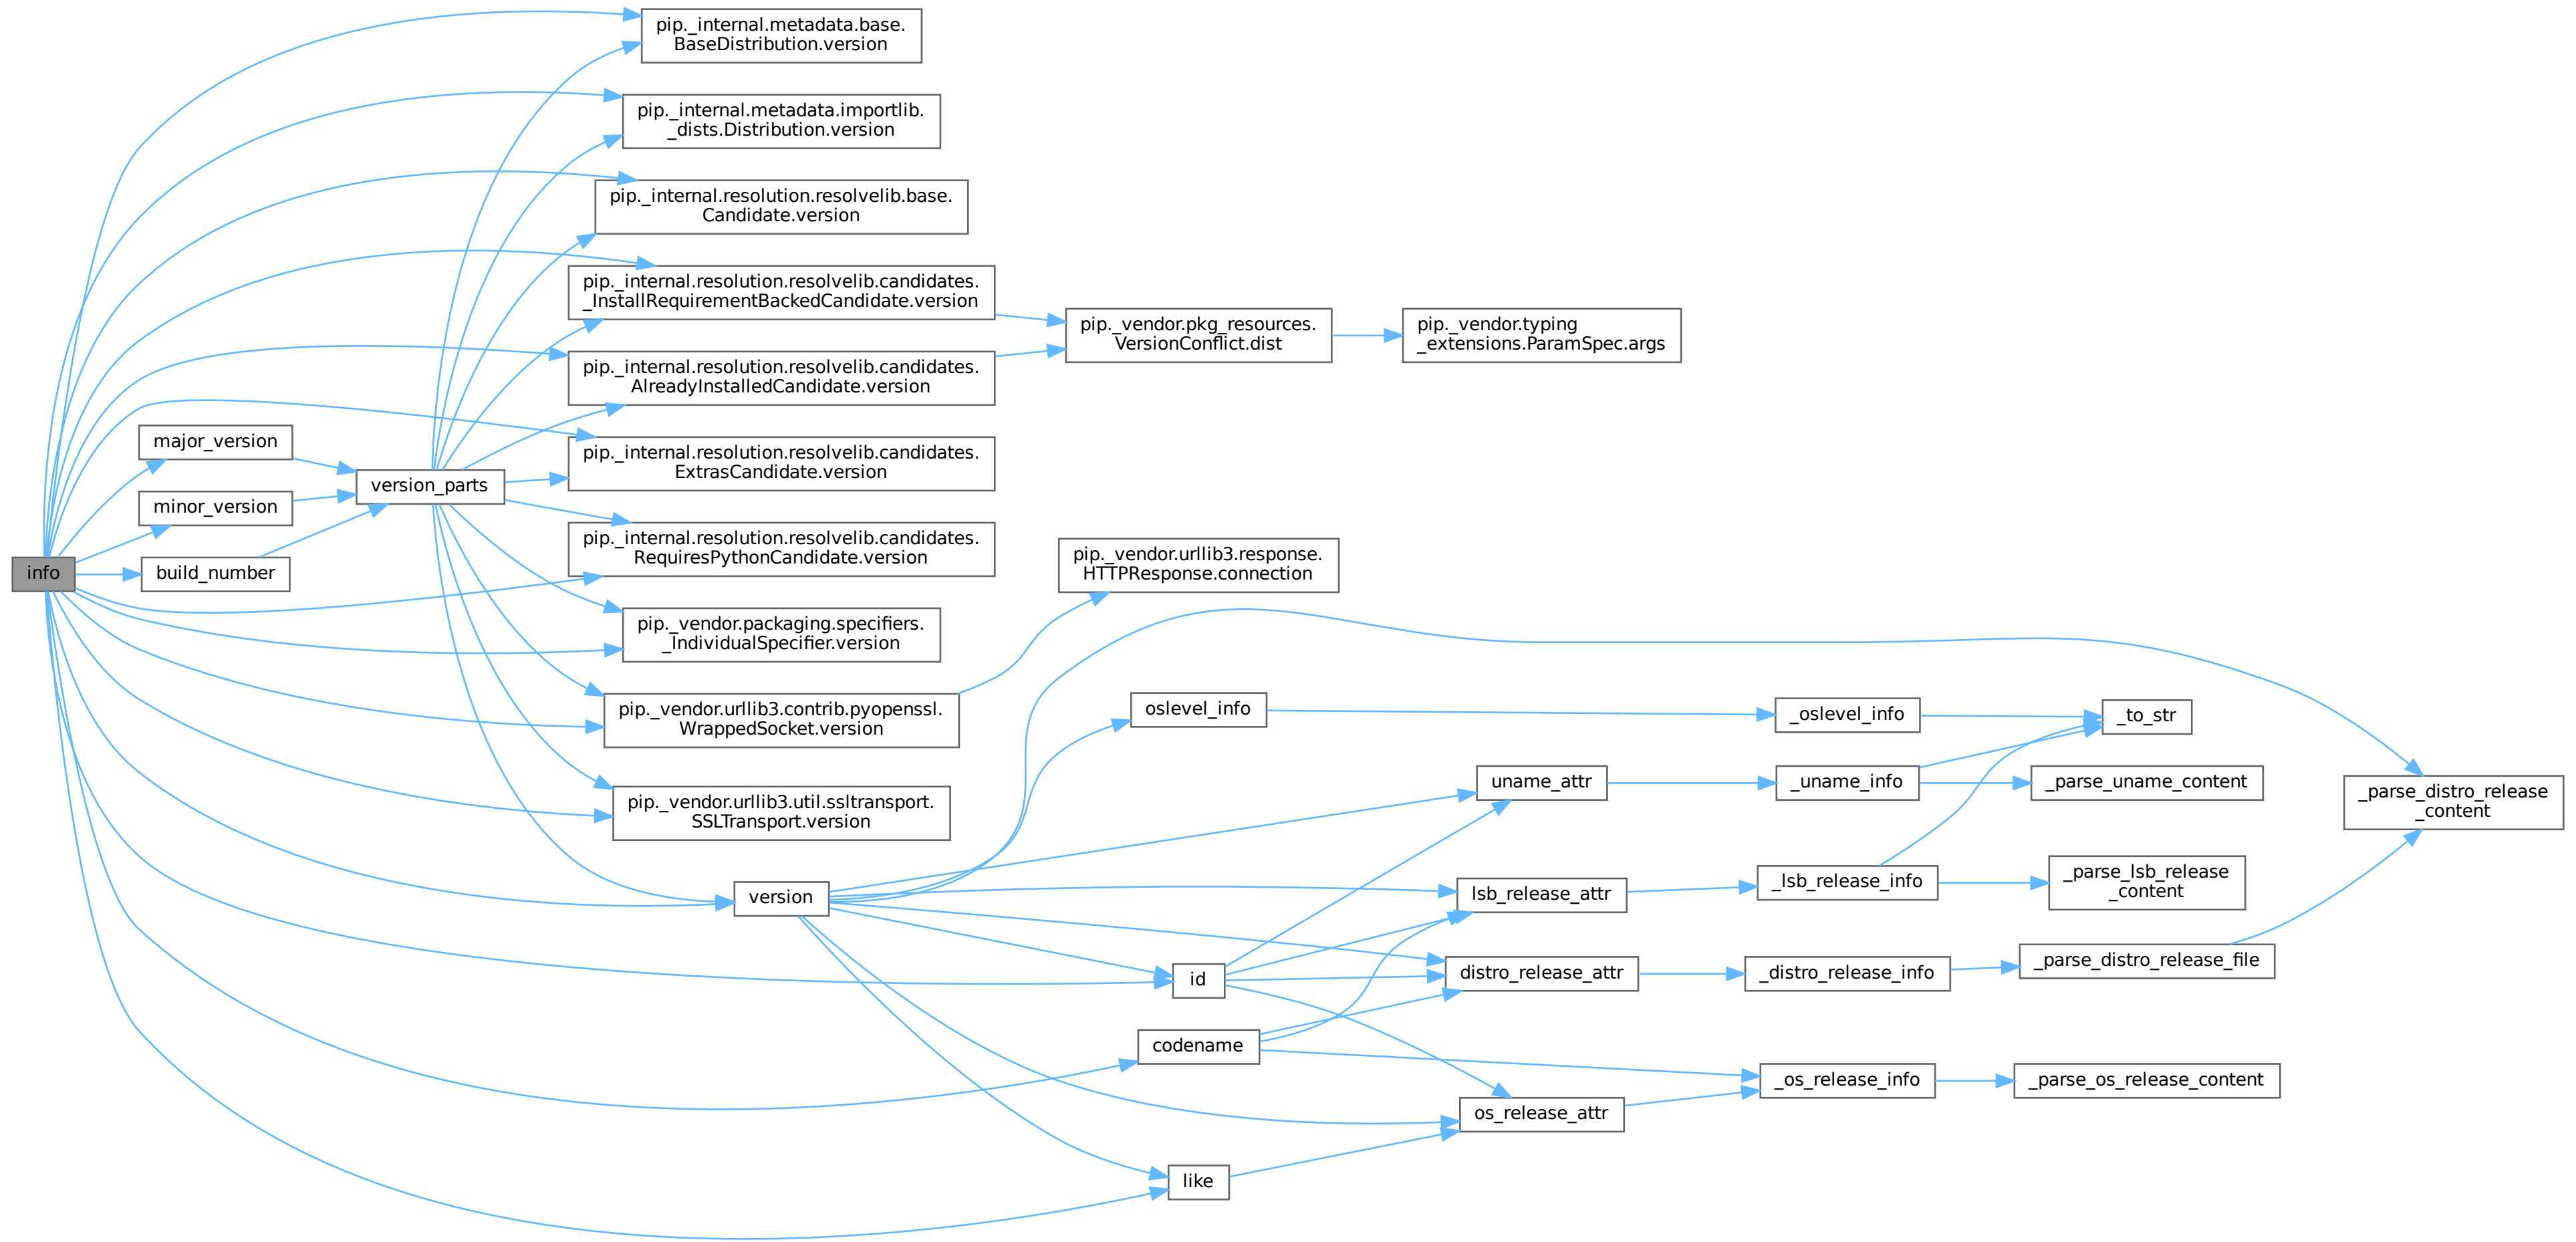 pip._internal.metadata.base.
BaseDistribution.version
pip._internal.metadata.importlib.
_dists.Distribution.version
pip._internal.resolution.resolvelib.base.
Candidate.version
pip._internal.resolution.resolvelib.candidates.
_InstallRequirementBackedCandidate.version
pip._vendor.pkg_resources.
VersionConflict.dist
pip._vendor.typing
_extensions.ParamSpec.args
pip._internal.resolution.resolvelib.candidates.
AlreadyInstalledCandidate.version
major_version
pip._internal.resolution.resolvelib.candidates.
ExtrasCandidate.version
version_parts
minor_version
pip._internal.resolution.resolvelib.candidates.
RequiresPythonCandidate.version
info
build_number
pip._vendor.urllib3.response.
HTTPResponse.connection
pip._vendor.packaging.specifiers.
_IndividualSpecifier.version
pip._vendor.urllib3.contrib.pyopenssl.
WrappedSocket.version
oslevel_info
_oslevel_info
_to_str
pip._vendor.urllib3.util.ssltransport.
SSLTransport.version
uname_attr
_uname_info
_parse_uname_content
_parse_distro_release
_content
version
lsb_release_attr
_lsb_release_info
_parse_lsb_release
_content
id
distro_release_attr
_distro_release_info
_parse_distro_release_file
codename
_os_release_info
_parse_os_release_content
os_release_attr
like